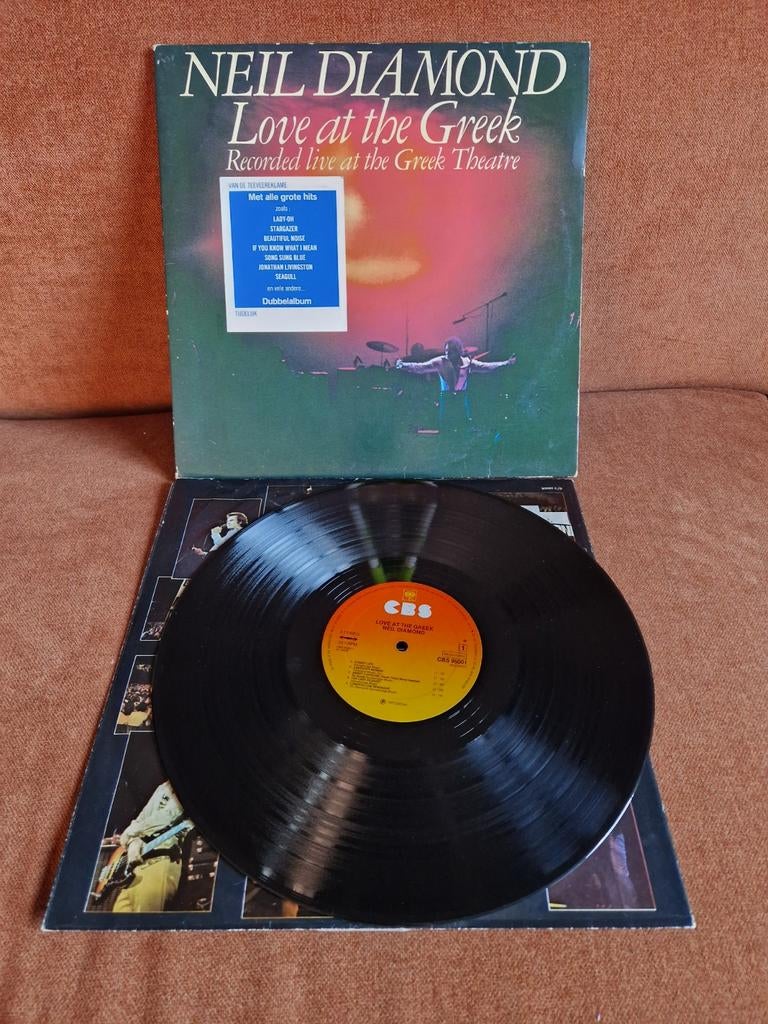 NEIL DIAMOND
Love at the Greek
Recorded live at the Greek Theatre
VAN DE TEEVEEREKLAME
Met alle grote hits
zoals :
LADY-OH
STARGAZER
BEAUTIFUL NOISE
IF YOU KNOW WHAT I MEAN
SONG SUNG BLUE
JONATHAN LIVINGSTON
SEAGULL
en vele andere...
Dubbelalbum
TIJDELIJK
CBS
LOVE AT THE GREEK
NEIL DIAMOND
STEREO
1
CBS 95001